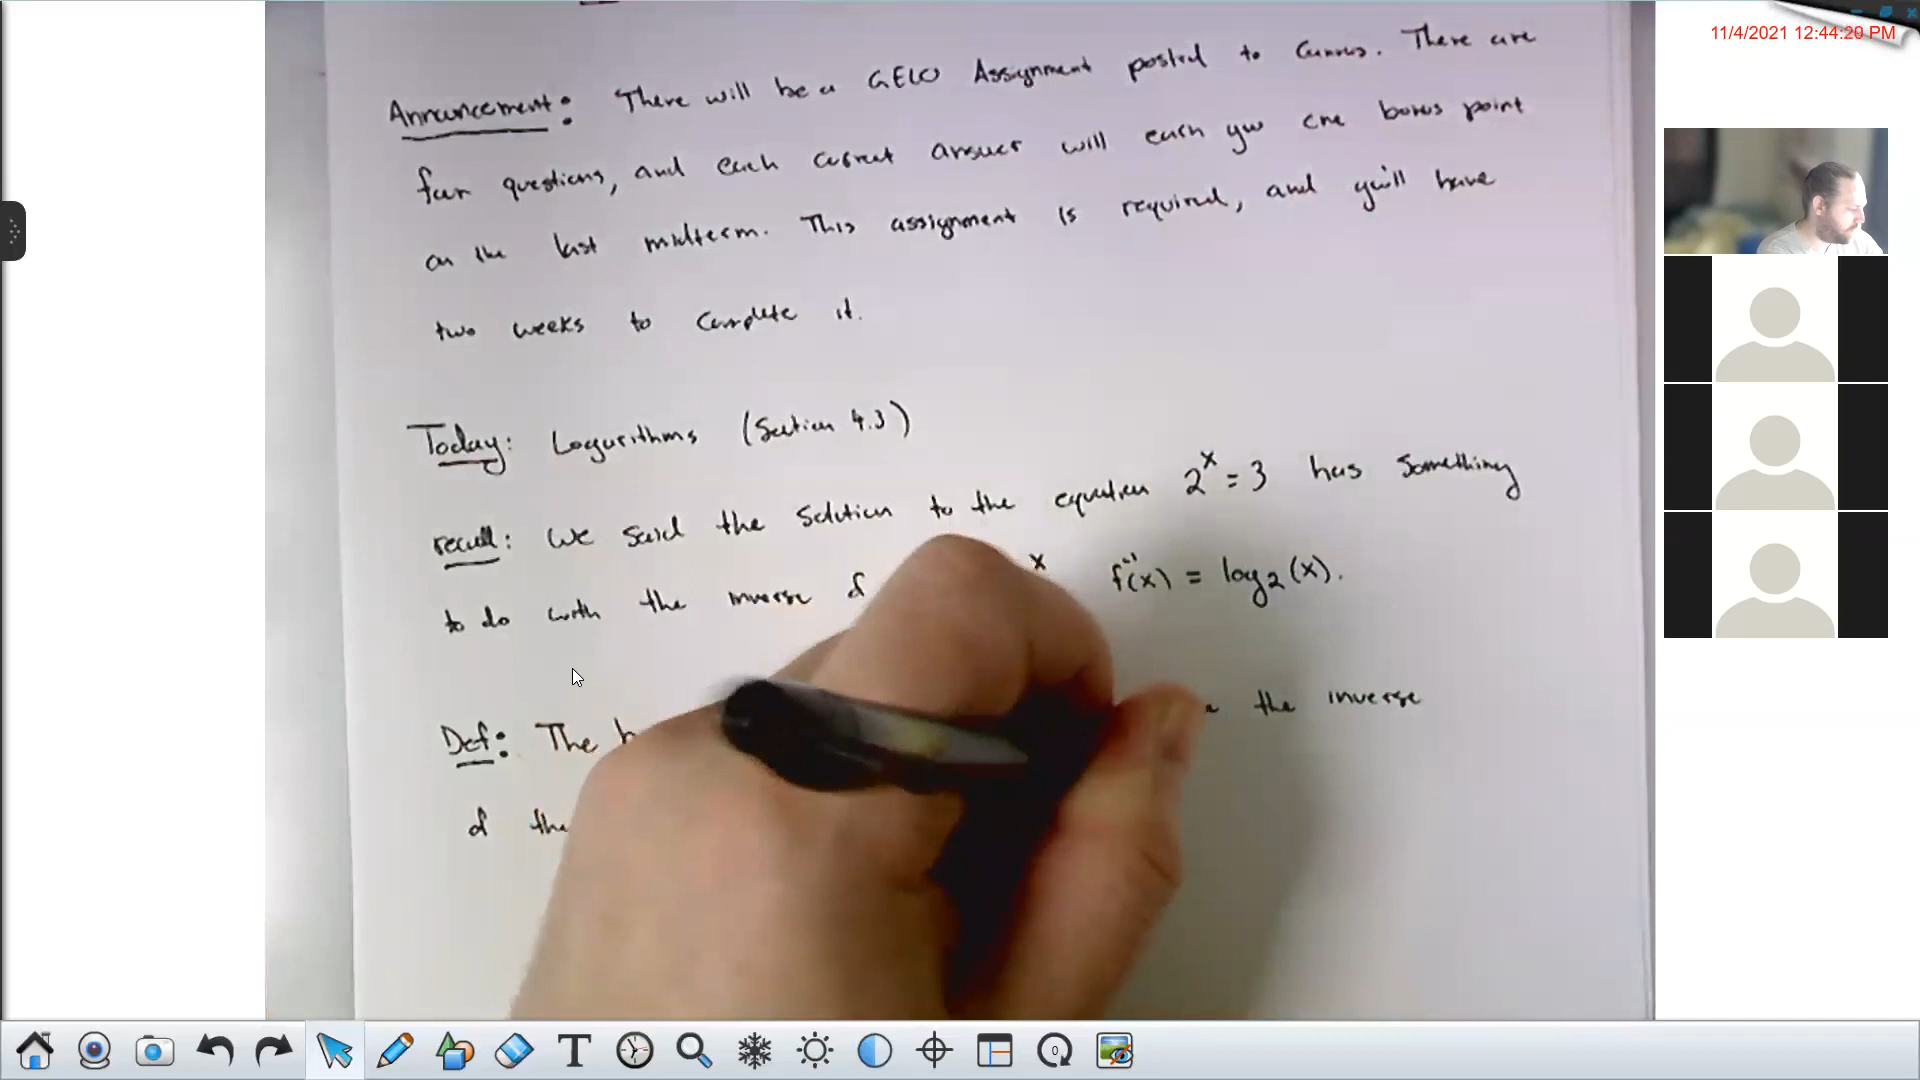 11/4/2021 12:44:20 PM
Announcement: There will be a GELO Assignment posted to Canvas. There are
four questions, and each correct answer will earn you one bonus point
on the last midterm. This assignment is required, and you'll have
two weeks to complete it.
Today: Logarithms (Section 4.3)
recall: We said the solution to the equation 2^x = 3 has something
to do with the inverse of x f⁻¹(x) = log₂(x).
Def: The the inverse
of the